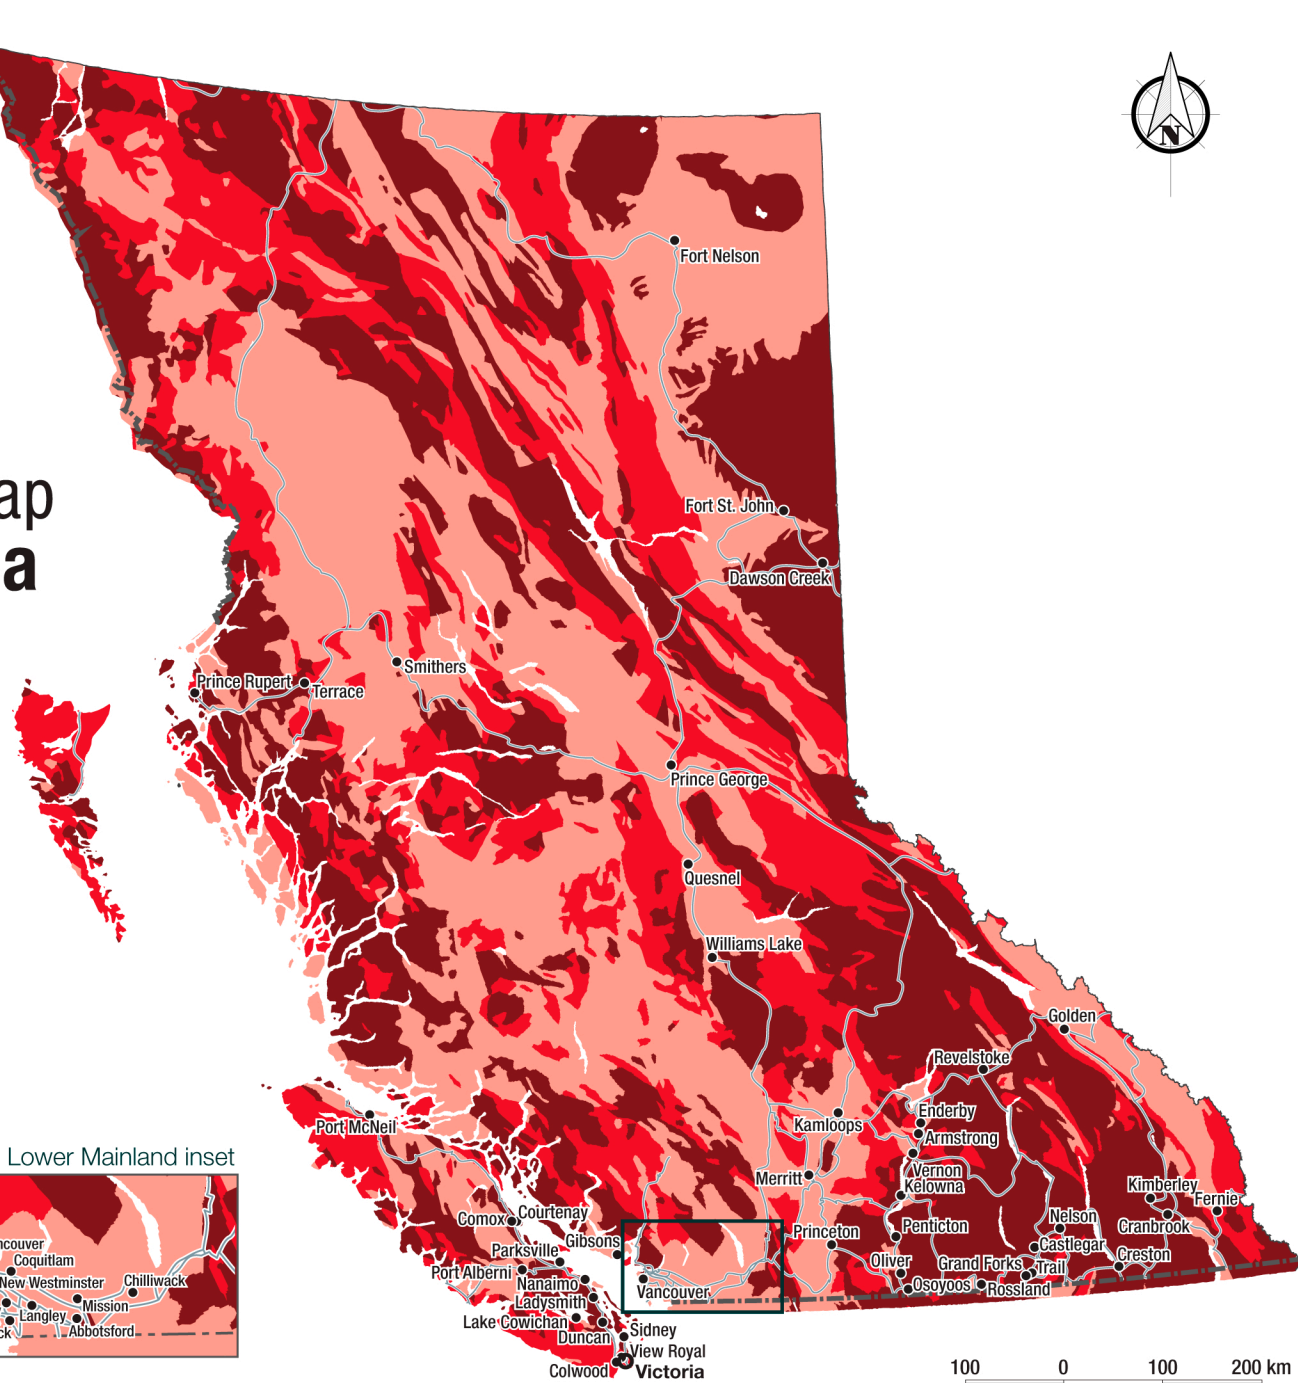 N
Fort Nelson
ap
a
Fort St. John
Dawson Creek
Smithers
Prince Rupert
Terrace
Prince George
Quesnel
Williams Lake
Golden
Revelstoke
Port McNeil
Kamloops
Enderby
Armstrong
Lower Mainland inset
Merritt
Vernon
Kelowna
Kimberley
Fernie
Comox
Courtenay
Gibsons
Princeton
Penticton
Nelson
Cranbrook
ncouver
Coquitlam
Parksville
Castlegar
Port Alberni
Oliver
Grand Forks
Trail
Creston
New Westminster
Chilliwack
Nanaimo
Vancouver
Osoyoos
Rossland
Mission
Ladysmith
Langley
Abbotsford
ck
Lake Cowichan
Duncan
Sidney
View Royal
Colwood
Victoria
100 0 100 200 km